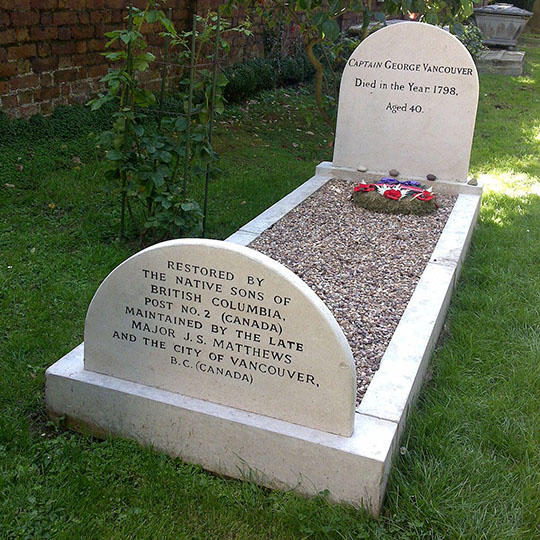 CAPTAIN GEORGE VANCOUVER
Died in the Year 1798,
Aged 40.
RESTORED BY
THE NATIVE SONS OF
BRITISH COLUMBIA,
POST NO. 2 (CANADA)
MAINTAINED BY THE LATE
MAJOR J. S. MATTHEWS
AND THE CITY OF VANCOUVER,
B.C. (CANADA)